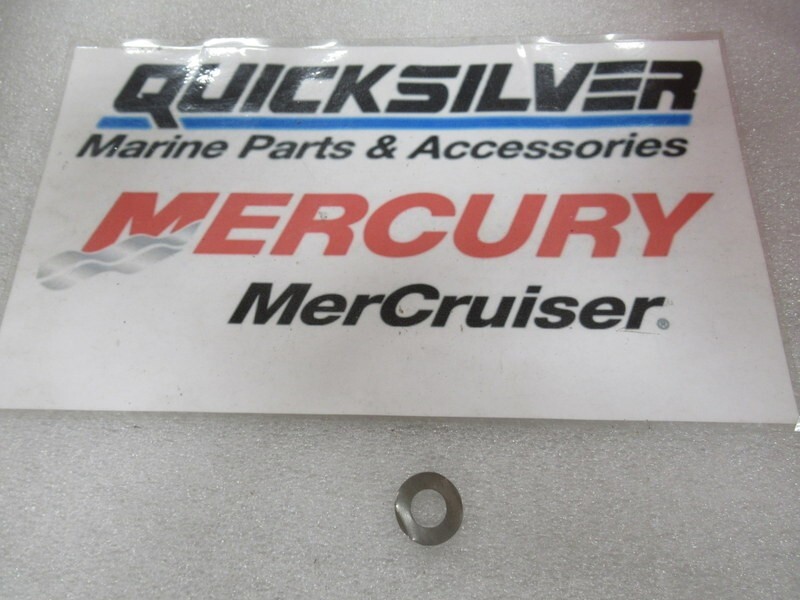 QUICKSILVER
Marine Parts & Accessories
MERCURY
MerCruiser®